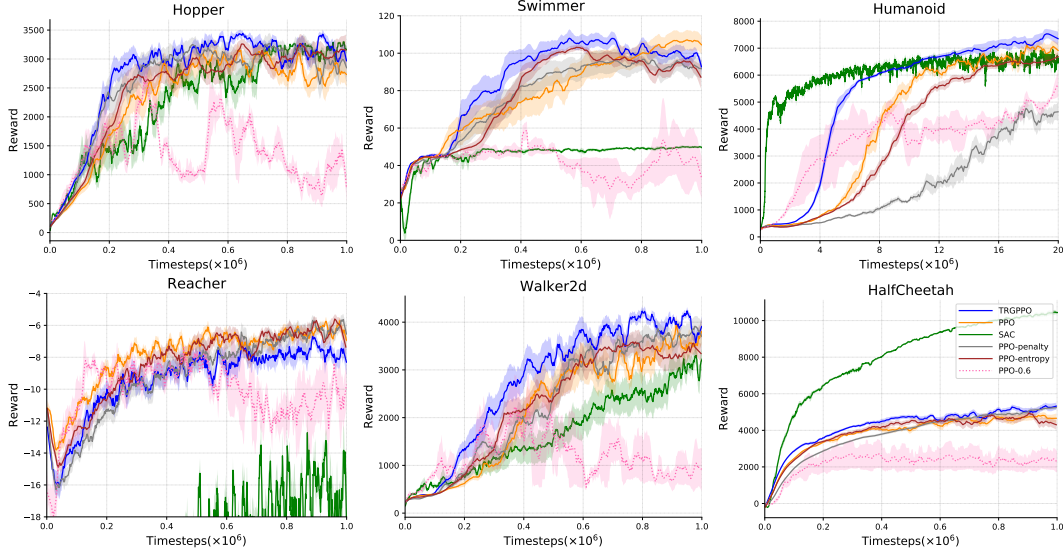 Hopper
Reward
3500
3000
2500
2000
1500
1000
500
0
0.0 0.2 0.4 0.6 0.8 1.0
Timesteps(×10⁶)
Swimmer
Reward
120
100
80
60
40
20
0
0.0 0.2 0.4 0.6 0.8 1.0
Timesteps(×10⁶)
Humanoid
Reward
8000
7000
6000
5000
4000
3000
2000
1000
0
0 4 8 12 16 20
Timesteps(×10⁶)
Reacher
Reward
−4
−6
−8
−10
−12
−14
−16
−18
0.0 0.2 0.4 0.6 0.8 1.0
Timesteps(×10⁶)
Walker2d
Reward
4000
3000
2000
1000
0
0.0 0.2 0.4 0.6 0.8 1.0
Timesteps(×10⁶)
HalfCheetah
Reward
10000
8000
6000
4000
2000
0
0.0 0.2 0.4 0.6 0.8 1.0
Timesteps(×10⁶)
TRGPPO
PPO
SAC
PPO-penalty
PPO-entropy
PPO-0.6